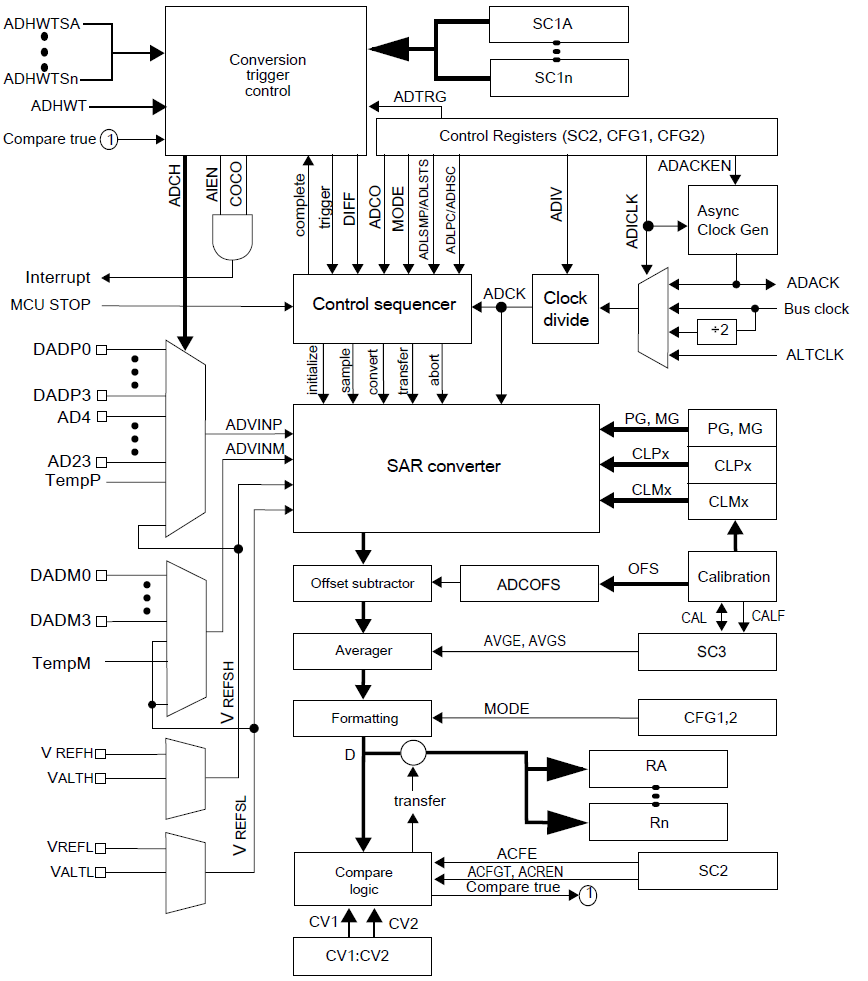 ADHWTSA
ADHWTSn
ADHWT
Compare true 1
Conversion
trigger
control
SC1A
SC1n
ADTRG
Control Registers (SC2, CFG1, CFG2)
ADCH
AIEN
COCO
complete
trigger
DIFF
ADCO
MODE
ADLSMP/ADLSTS
ADLPC/ADHSC
ADIV
ADICLK
ADACKEN
Async
Clock Gen
Interrupt
MCU STOP
Control sequencer
ADCK
Clock
divide
ADACK
Bus clock
÷2
ALTCLK
DADP0
DADP3
AD4
AD23
TempP
initialize
sample
convert
transfer
abort
ADVINP
ADVINM
SAR converter
PG, MG
PG, MG
CLPx
CLPx
CLMx
CLMx
DADM0
DADM3
TempM
V REFSH
Offset subtractor
ADCOFS
OFS
Calibration
CAL
CALF
Averager
AVGE, AVGS
SC3
Formatting
MODE
CFG1,2
V REFH
VALTH
D
transfer
RA
Rn
V REFSL
VREFL
VALTL
Compare
logic
ACFE
ACFGT, ACREN
SC2
Compare true 1
CV1
CV2
CV1:CV2